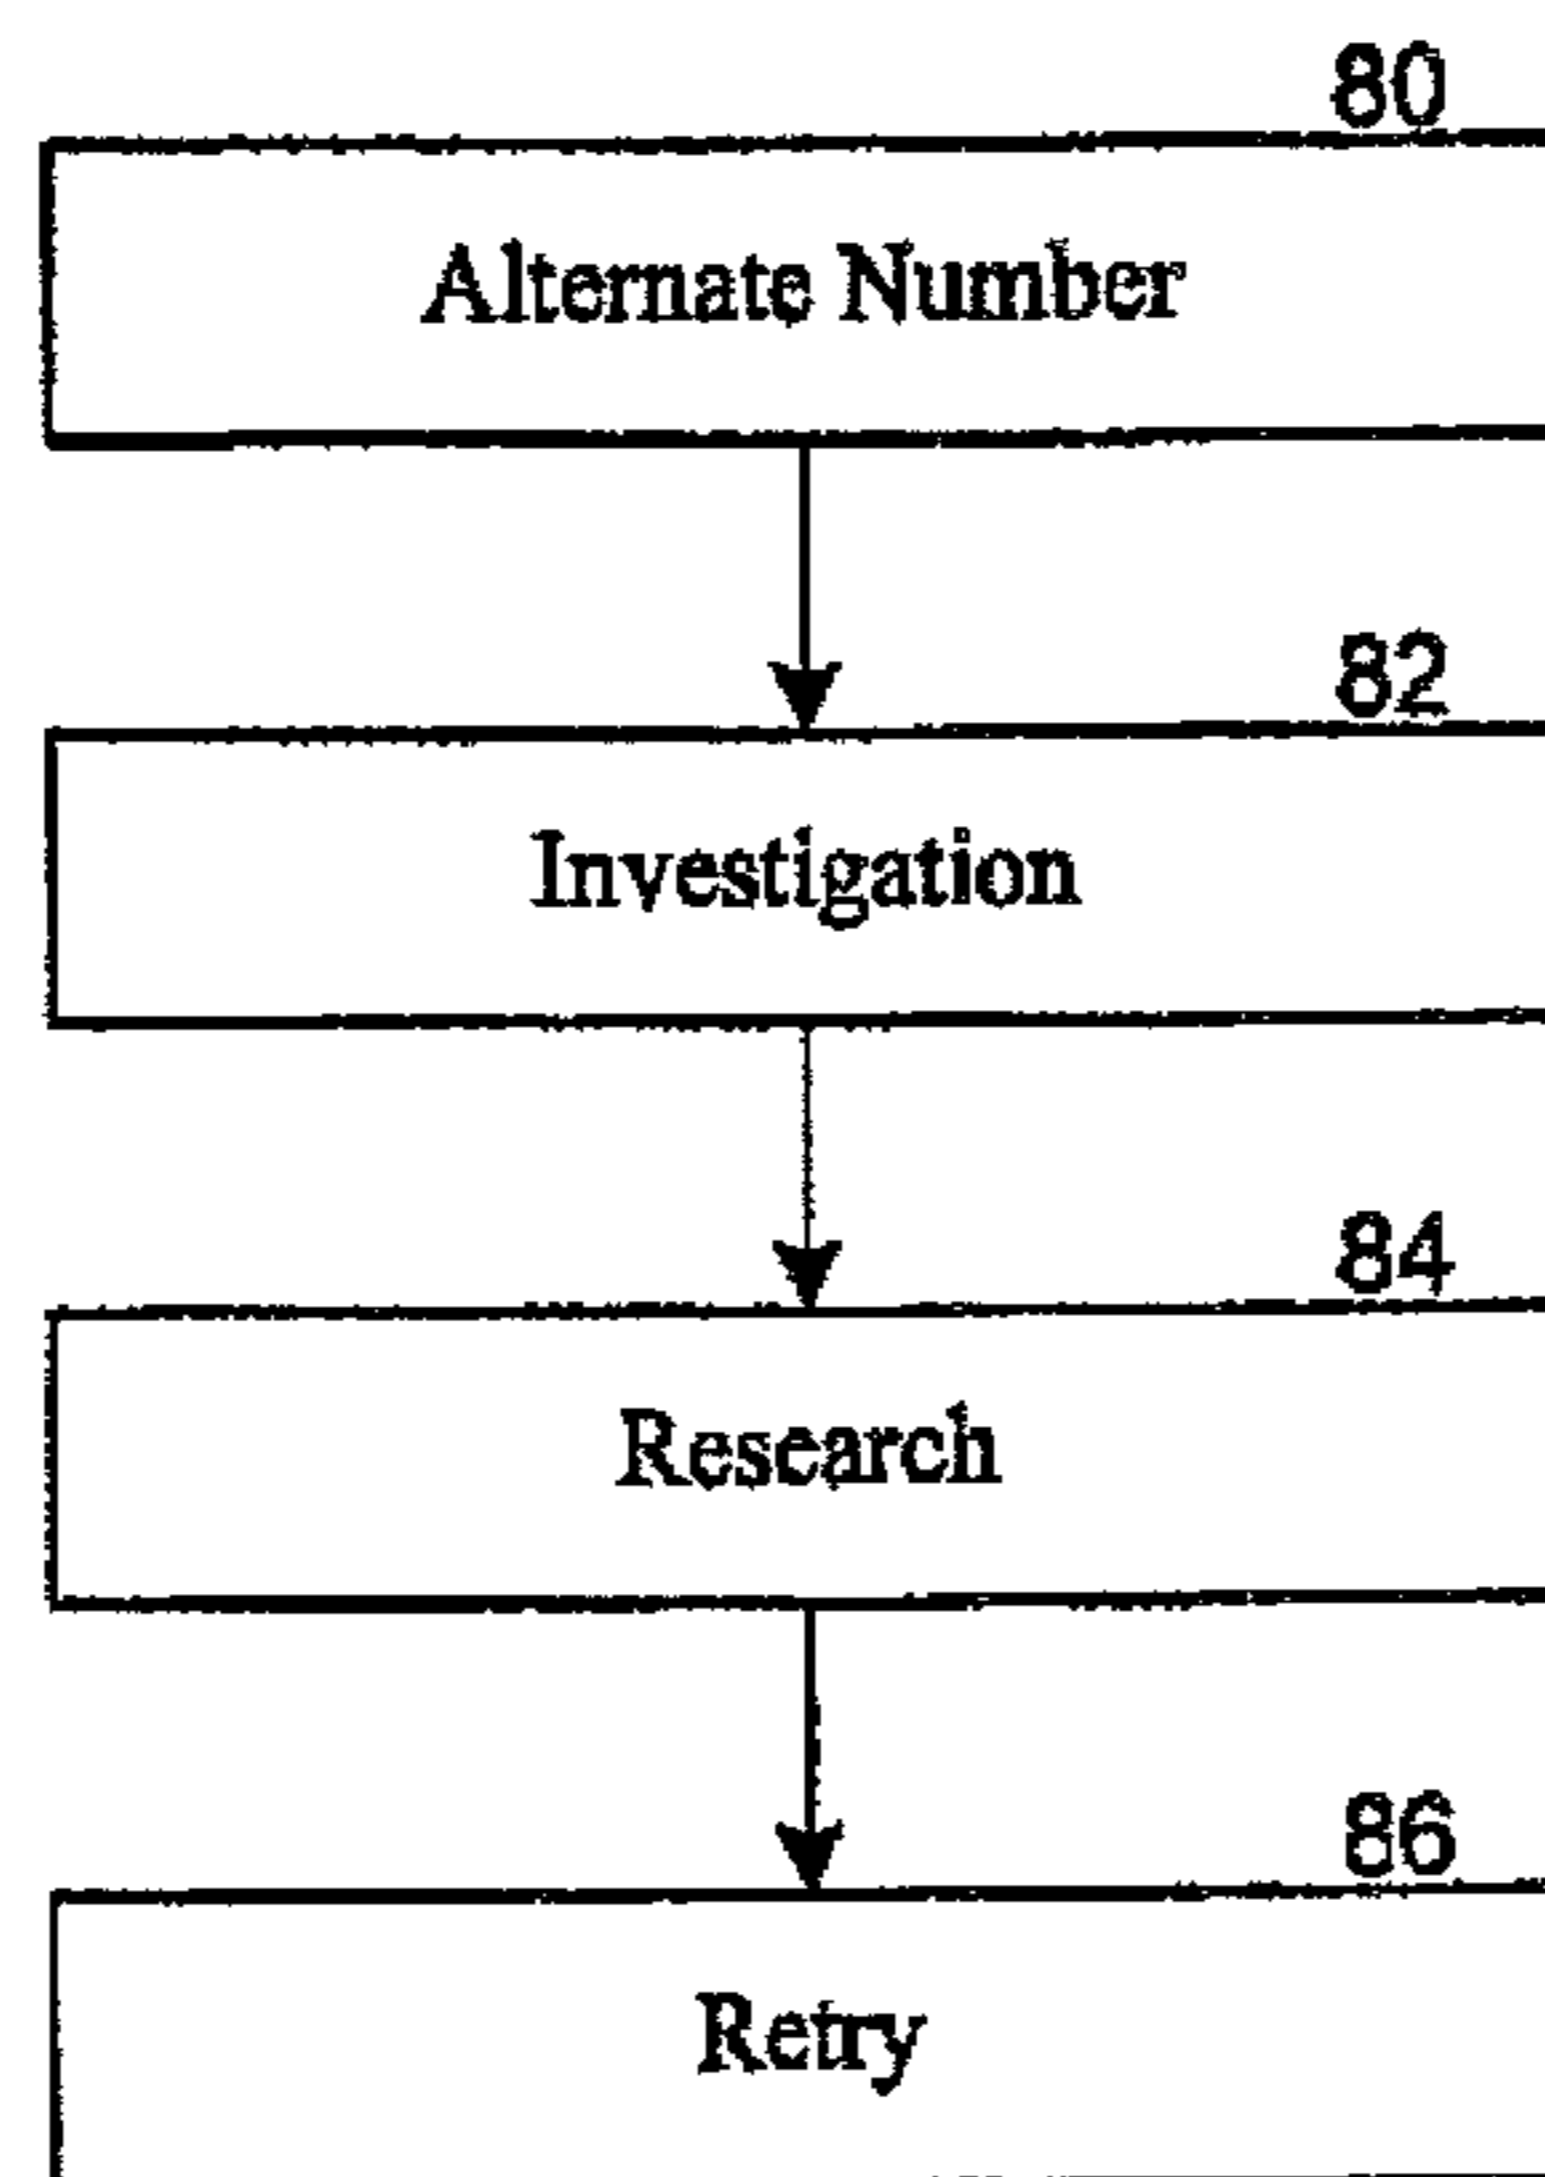 80
Alternate Number
82
Investigation
84
Research
86
Retry